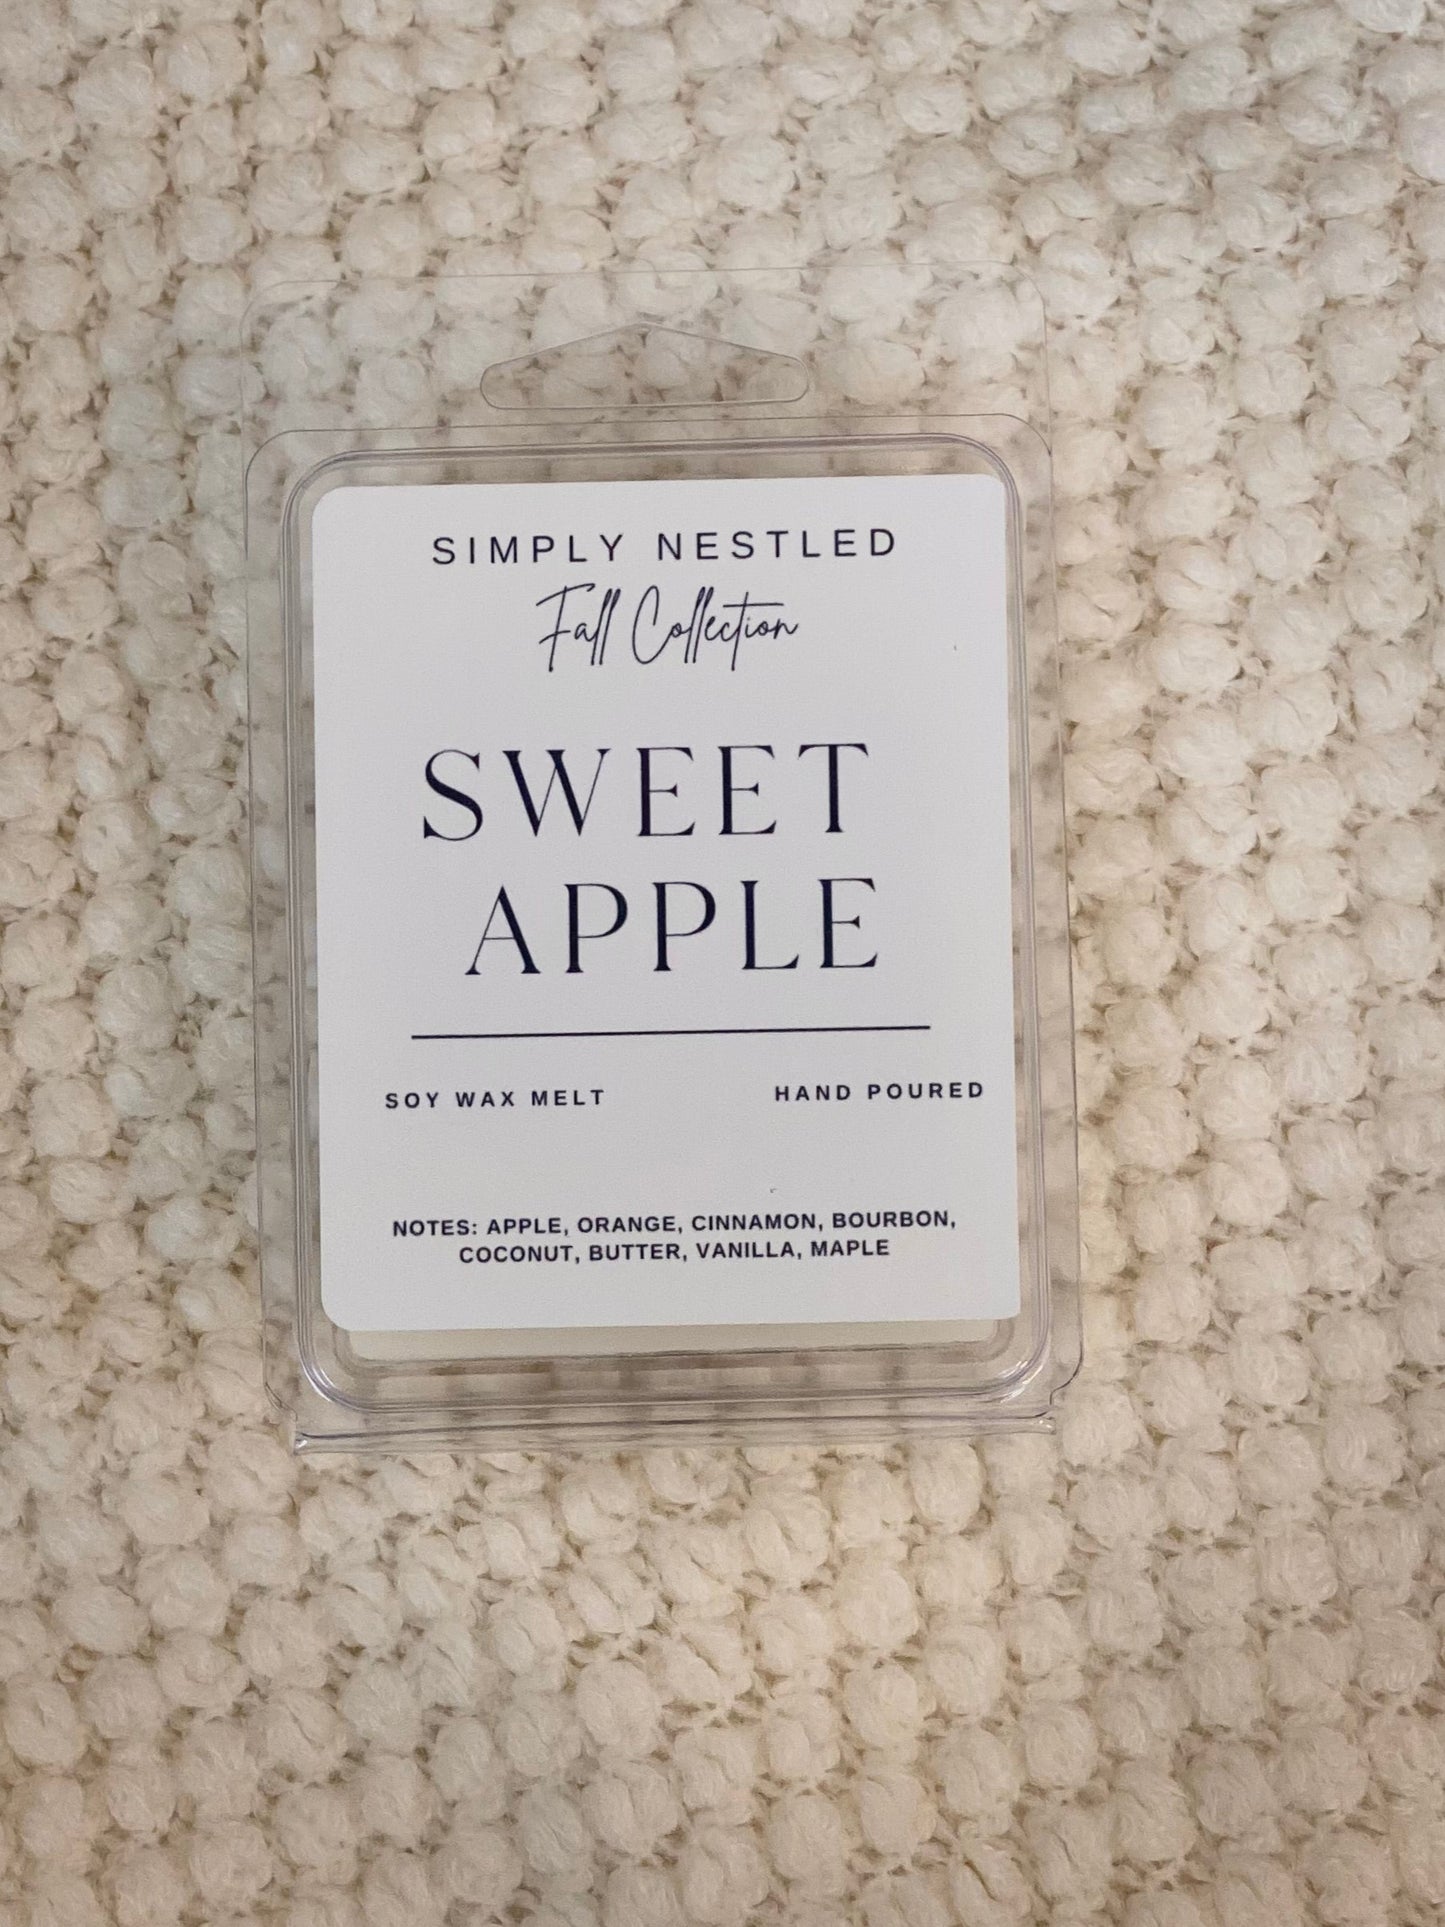 SIMPLY NESTLED
Fall Collection
SWEET
APPLE
SOY WAX MELT HAND POURED
NOTES: APPLE, ORANGE, CINNAMON, BOURBON,
COCONUT, BUTTER, VANILLA, MAPLE